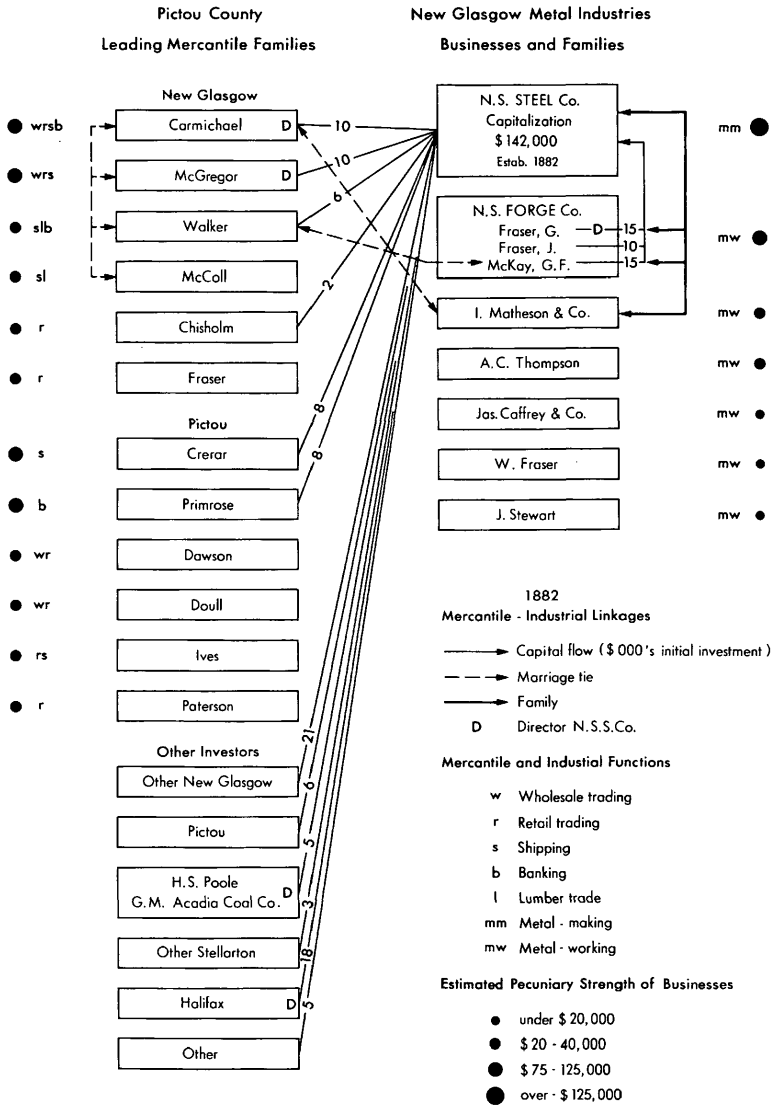 Pictou County
Leading Mercantile Families
New Glasgow
wrsb Carmichael D 10
wrs McGregor D 10
slb Walker 6
sl McColl
r Chisholm 2
r Fraser
Pictou
s Crerar 8
b Primrose 8
wr Dawson
wr Doull
rs Ives
r Paterson
Other Investors
Other New Glasgow 21
Pictou 6
H.S. Poole
G.M. Acadia Coal Co. D 5
Other Stellarton 3
Halifax D 18
Other 5
New Glasgow Metal Industries
Businesses and Families
N.S. STEEL Co.
Capitalization
$142,000
Estab. 1882
mm
N.S. FORGE Co.
Fraser, G. D 15
Fraser, J. 10
McKay, G.F. 15
mw
I. Matheson & Co. mw
A.C. Thompson mw
Jas. Caffrey & Co. mw
W. Fraser mw
J. Stewart mw
1882
Mercantile - Industrial Linkages
Capital flow ($ 000's initial investment)
Marriage tie
Family
D Director N.S.S.Co.
Mercantile and Industial Functions
w Wholesale trading
r Retail trading
s Shipping
b Banking
l Lumber trade
mm Metal - making
mw Metal - working
Estimated Pecuniary Strength of Businesses
under $ 20,000
$ 20 - 40,000
$ 75 - 125,000
over - $ 125,000